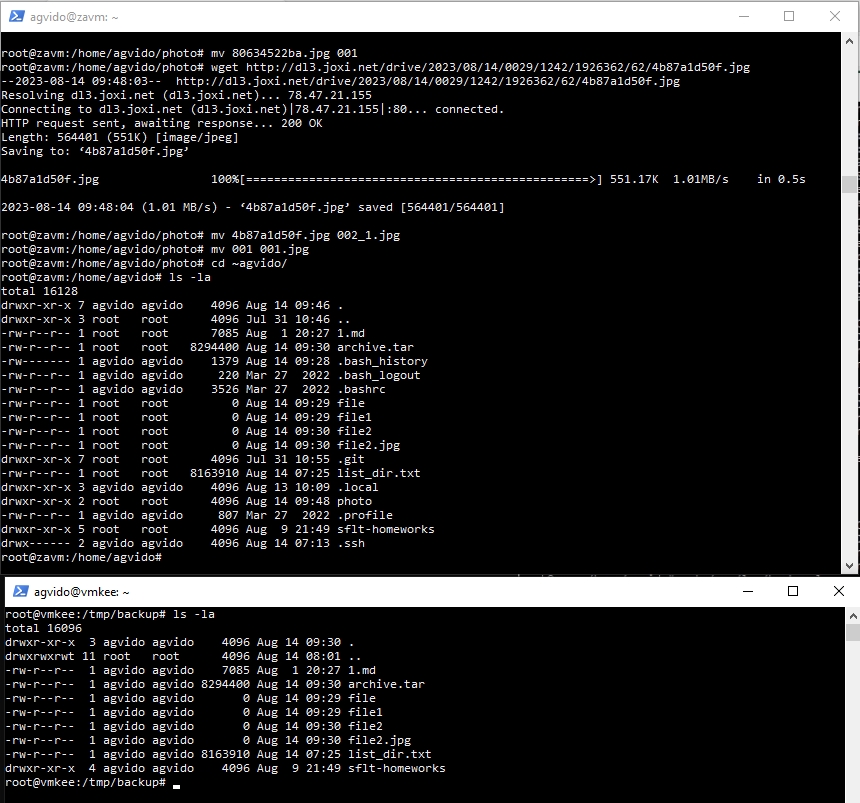 agvido@zavm: ~
root@zavm:/home/agvido/photo# mv 80634522ba.jpg 001
root@zavm:/home/agvido/photo# wget http://dl3.joxi.net/drive/2023/08/14/0029/1242/1926362/62/4b87a1d50f.jpg
--2023-08-14 09:48:03--  http://dl3.joxi.net/drive/2023/08/14/0029/1242/1926362/62/4b87a1d50f.jpg
Resolving dl3.joxi.net (dl3.joxi.net)... 78.47.21.155
Connecting to dl3.joxi.net (dl3.joxi.net)|78.47.21.155|:80... connected.
HTTP request sent, awaiting response... 200 OK
Length: 564401 (551K) [image/jpeg]
Saving to: ‘4b87a1d50f.jpg’
4b87a1d50f.jpg                100%[=================================================>] 551.17K  1.01MB/s    in 0.5s
2023-08-14 09:48:04 (1.01 MB/s) - ‘4b87a1d50f.jpg’ saved [564401/564401]
root@zavm:/home/agvido/photo# mv 4b87a1d50f.jpg 002_1.jpg
root@zavm:/home/agvido/photo# mv 001 001.jpg
root@zavm:/home/agvido/photo# cd ~agvido/
root@zavm:/home/agvido# ls -la
total 16128
drwxr-xr-x 7 agvido agvido    4096 Aug 14 09:46 .
drwxr-xr-x 3 root   root      4096 Jul 31 10:46 ..
-rw-r--r-- 1 root   root      7085 Aug  1 20:27 1.md
-rw-r--r-- 1 root   root   8294400 Aug 14 09:30 archive.tar
-rw------- 1 agvido agvido    1379 Aug 14 09:28 .bash_history
-rw-r--r-- 1 agvido agvido     220 Mar 27  2022 .bash_logout
-rw-r--r-- 1 agvido agvido    3526 Mar 27  2022 .bashrc
-rw-r--r-- 1 root   root         0 Aug 14 09:29 file
-rw-r--r-- 1 root   root         0 Aug 14 09:29 file1
-rw-r--r-- 1 root   root         0 Aug 14 09:30 file2
-rw-r--r-- 1 root   root         0 Aug 14 09:30 file2.jpg
drwxr-xr-x 7 root   root      4096 Jul 31 10:55 .git
-rw-r--r-- 1 root   root   8163910 Aug 14 07:25 list_dir.txt
drwxr-xr-x 3 agvido agvido    4096 Aug 13 10:09 .local
drwxr-xr-x 2 root   root      4096 Aug 14 09:48 photo
-rw-r--r-- 1 agvido agvido     807 Mar 27  2022 .profile
drwxr-xr-x 5 root   root      4096 Aug  9 21:49 sflt-homeworks
drwx------ 2 agvido agvido    4096 Aug 14 07:13 .ssh
root@zavm:/home/agvido#
agvido@vmkee: ~
root@vmkee:/tmp/backup# ls -la
total 16096
drwxr-xr-x  3 agvido agvido    4096 Aug 14 09:30 .
drwxrwxrwt 11 root   root      4096 Aug 14 08:01 ..
-rw-r--r--  1 agvido agvido    7085 Aug  1 20:27 1.md
-rw-r--r--  1 agvido agvido 8294400 Aug 14 09:30 archive.tar
-rw-r--r--  1 agvido agvido       0 Aug 14 09:29 file
-rw-r--r--  1 agvido agvido       0 Aug 14 09:29 file1
-rw-r--r--  1 agvido agvido       0 Aug 14 09:30 file2
-rw-r--r--  1 agvido agvido       0 Aug 14 09:30 file2.jpg
-rw-r--r--  1 agvido agvido 8163910 Aug 14 07:25 list_dir.txt
drwxr-xr-x  4 agvido agvido    4096 Aug  9 21:49 sflt-homeworks
root@vmkee:/tmp/backup#